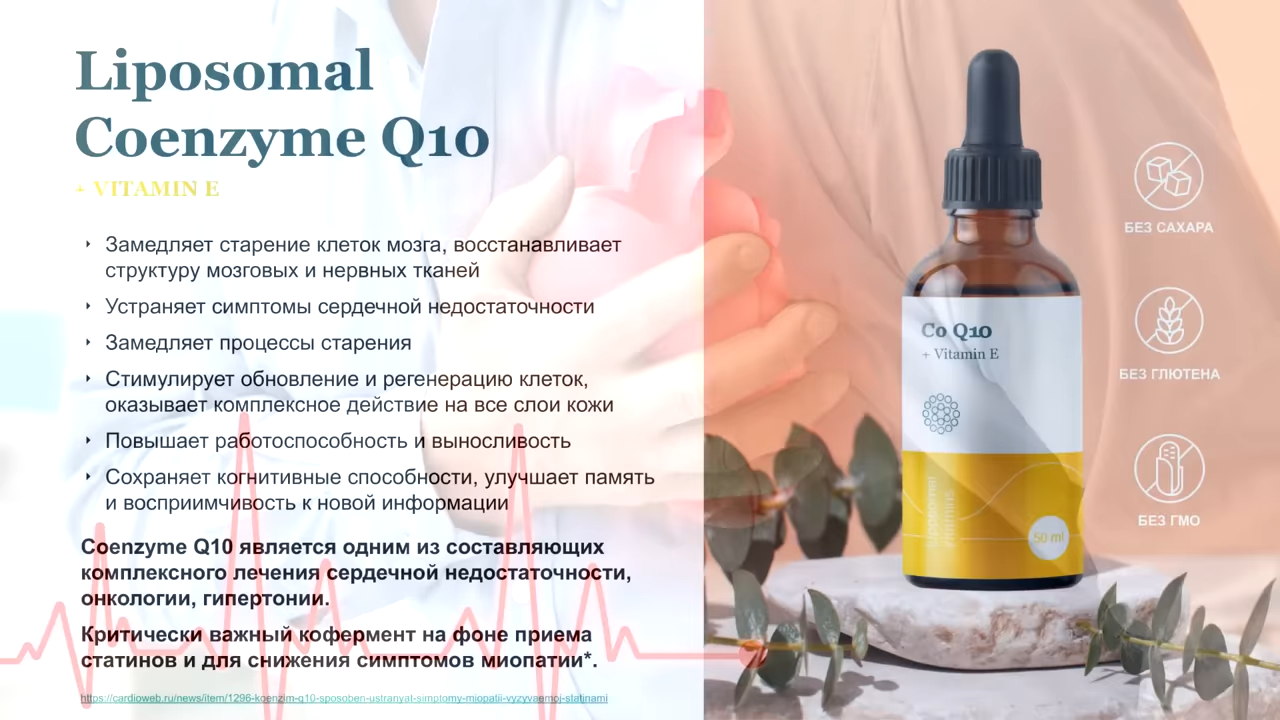 Liposomal
Coenzyme Q10
+ VITAMIN E
Замедляет старение клеток мозга, восстанавливает
структуру мозговых и нервных тканей
Устраняет симптомы сердечной недостаточности
Замедляет процессы старения
Стимулирует обновление и регенерацию клеток,
оказывает комплексное действие на все слои кожи
Повышает работоспособность и выносливость
Сохраняет когнитивные способности, улучшает память
и восприимчивость к новой информации
Coenzyme Q10 является одним из составляющих
комплексного лечения сердечной недостаточности,
онкологии, гипертонии.
Критически важный кофермент на фоне приема
статинов и для снижения симптомов миопатии*.
https://cardioweb.ru/news/item/1296-koenzim-q10-sposoben-ustranyat-simptomy-miopatii-vyzyvaemoj-statinami
Co Q10
+ Vitamin E
liposomal
vitamins
50 ml
БЕЗ САХАРА
БЕЗ ГЛЮТЕНА
БЕЗ ГМО